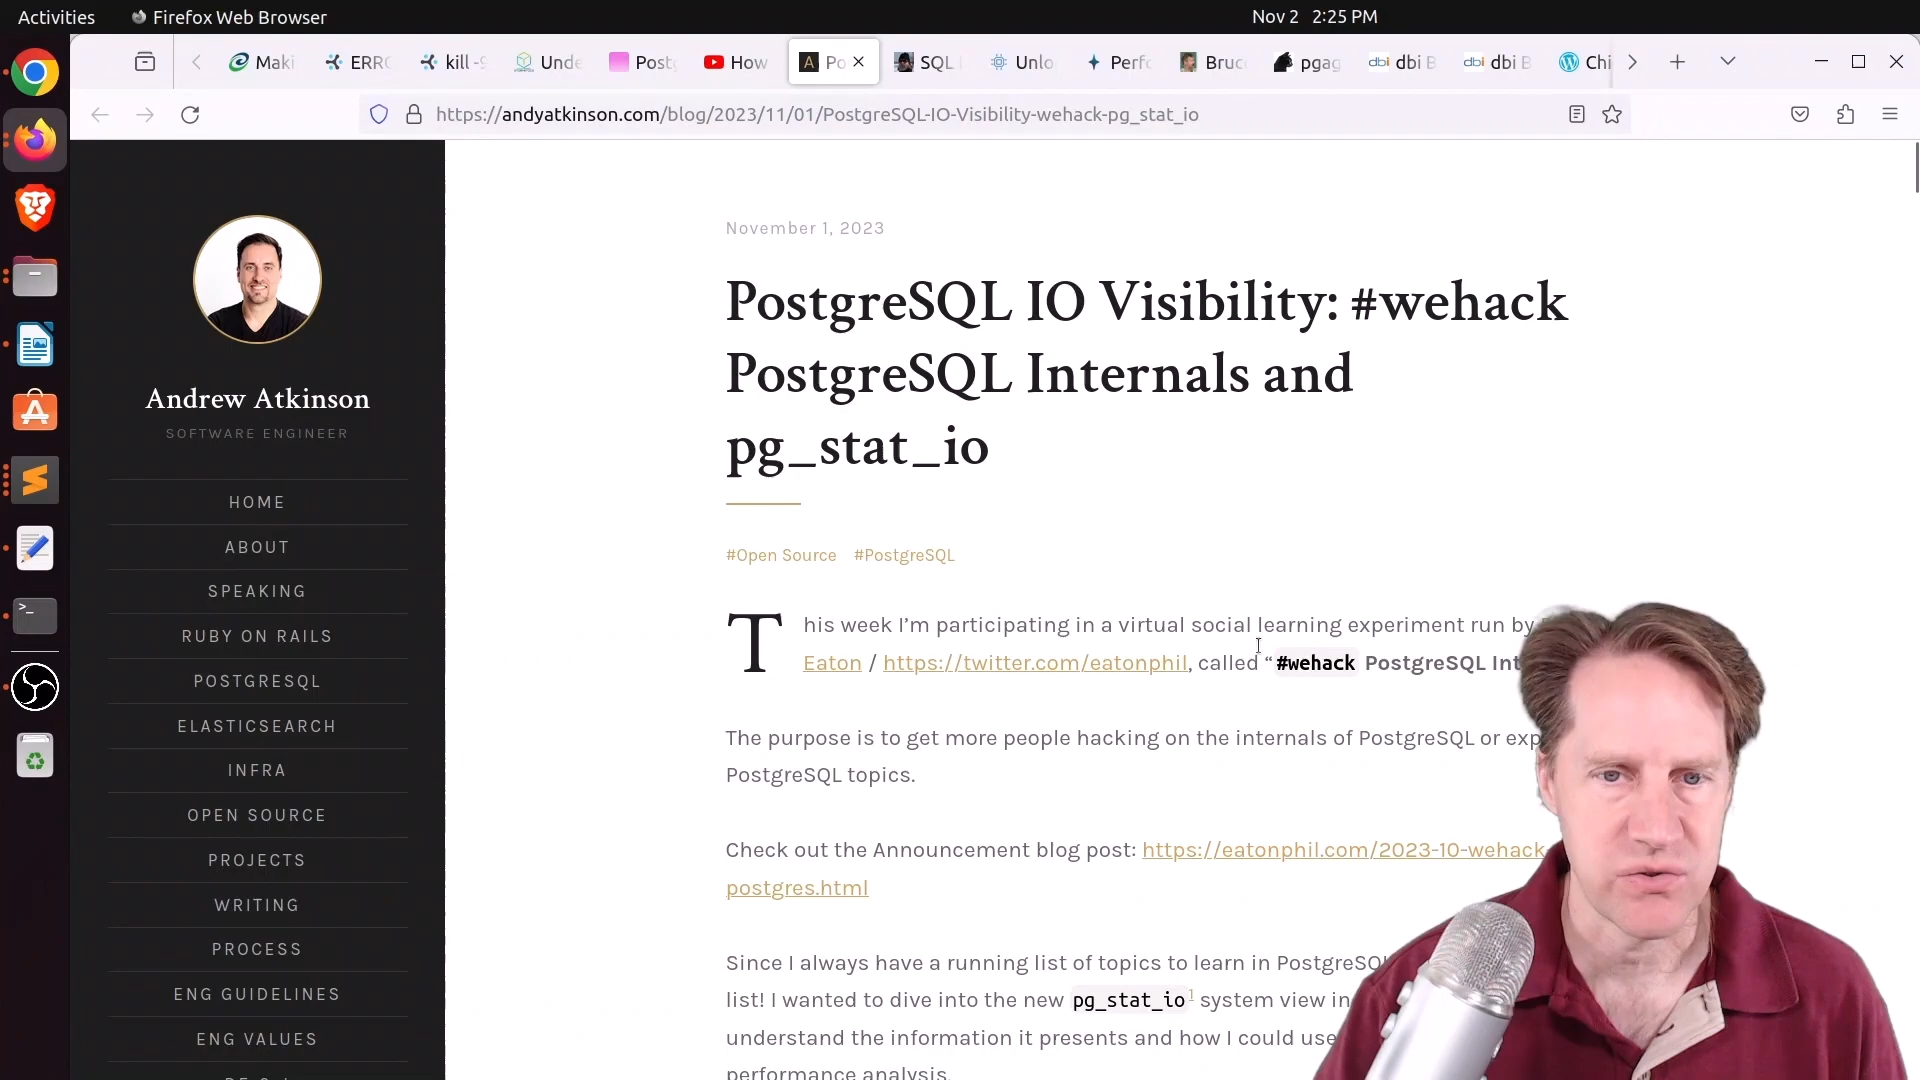 Activities
Firefox Web Browser
Nov 2 2:25 PM
Maki
ERRO
kill -9
Unde
Postg
How
Po
SQL
Unlo
Perfo
Bruce
pgag
dbi B
dbi B
Chi
https://andyatkinson.com/blog/2023/11/01/PostgreSQL-IO-Visibility-wehack-pg_stat_io
Andrew Atkinson
SOFTWARE ENGINEER
HOME
ABOUT
SPEAKING
RUBY ON RAILS
POSTGRESQL
ELASTICSEARCH
INFRA
OPEN SOURCE
PROJECTS
WRITING
PROCESS
ENG GUIDELINES
ENG VALUES
November 1, 2023
PostgreSQL IO Visibility: #wehack
PostgreSQL Internals and
pg_stat_io
#Open Source #PostgreSQL
This week I’m participating in a virtual social learning experiment run by
Eaton / https://twitter.com/eatonphil, called “#wehack PostgreSQL Int
The purpose is to get more people hacking on the internals of PostgreSQL or exp
PostgreSQL topics.
Check out the Announcement blog post: https://eatonphil.com/2023-10-wehack-
postgres.html
Since I always have a running list of topics to learn in PostgreSQL
list! I wanted to dive into the new pg_stat_io1 system view in
understand the information it presents and how I could use
performance analysis.